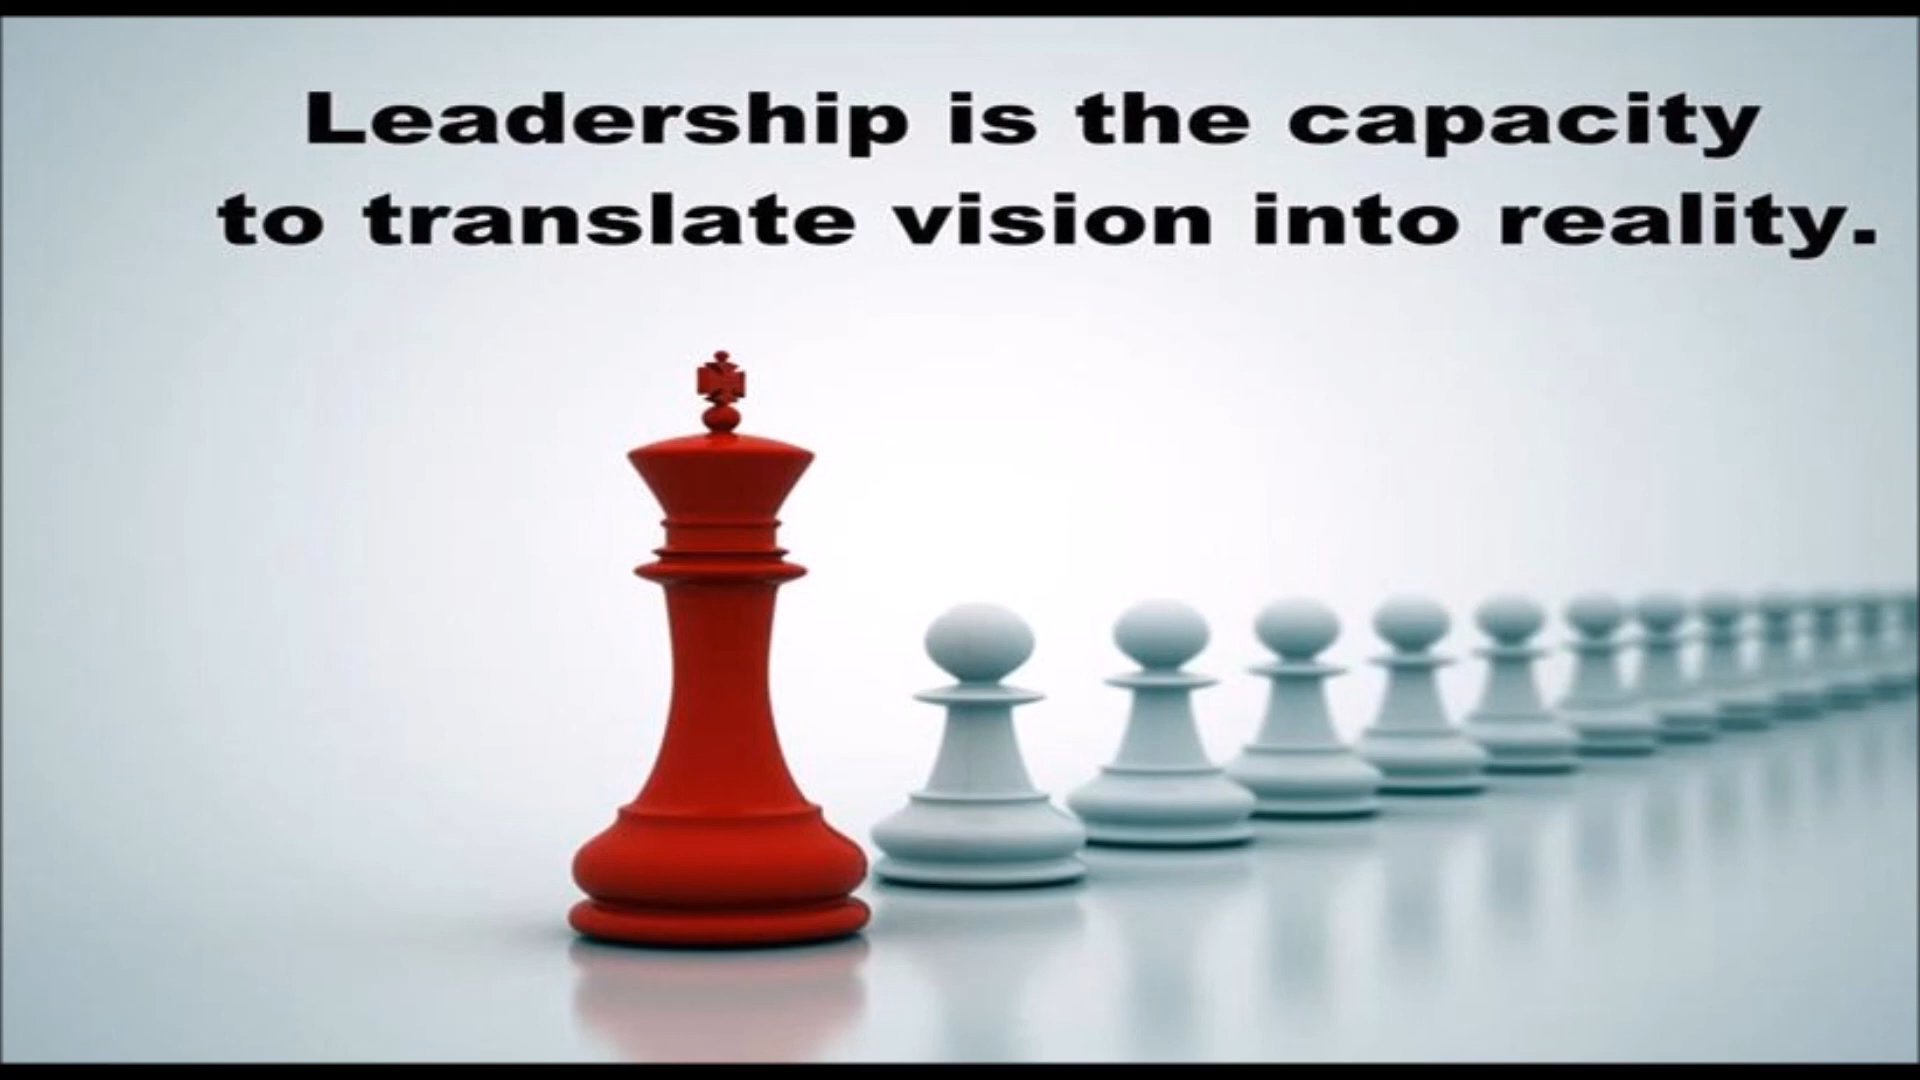 Leadership is the capacity
to translate vision into reality.